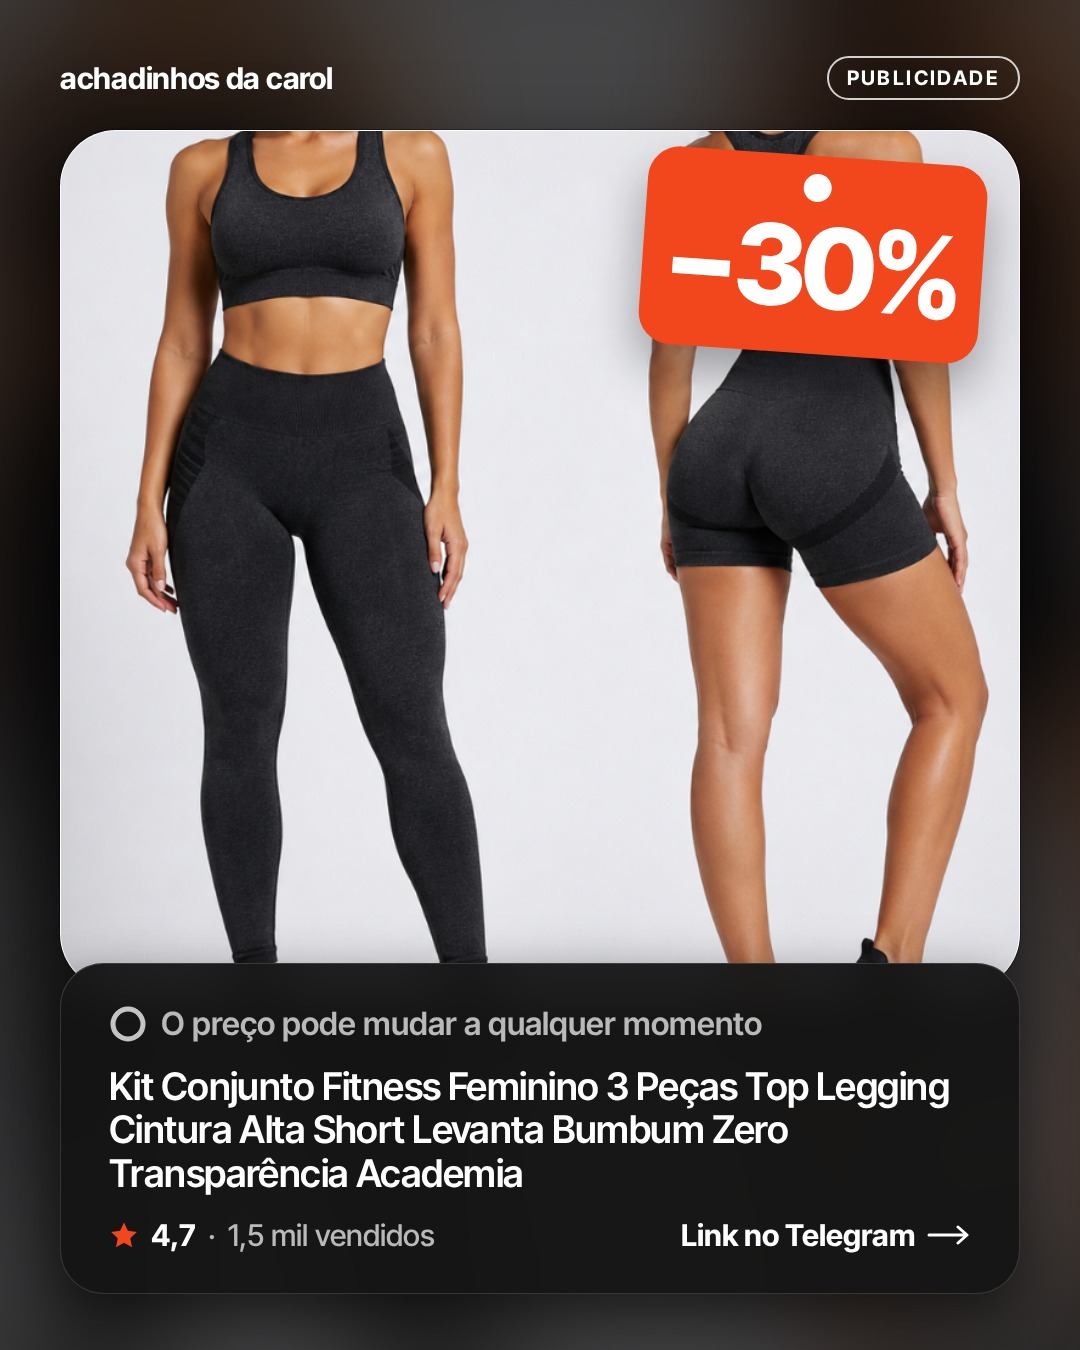 achadinhos da carol
PUBLICIDADE
–30%
O preço pode mudar a qualquer momento
Kit Conjunto Fitness Feminino 3 Peças Top Legging
Cintura Alta Short Levanta Bumbum Zero
Transparência Academia
4,7 · 1,5 mil vendidos
Link no Telegram →